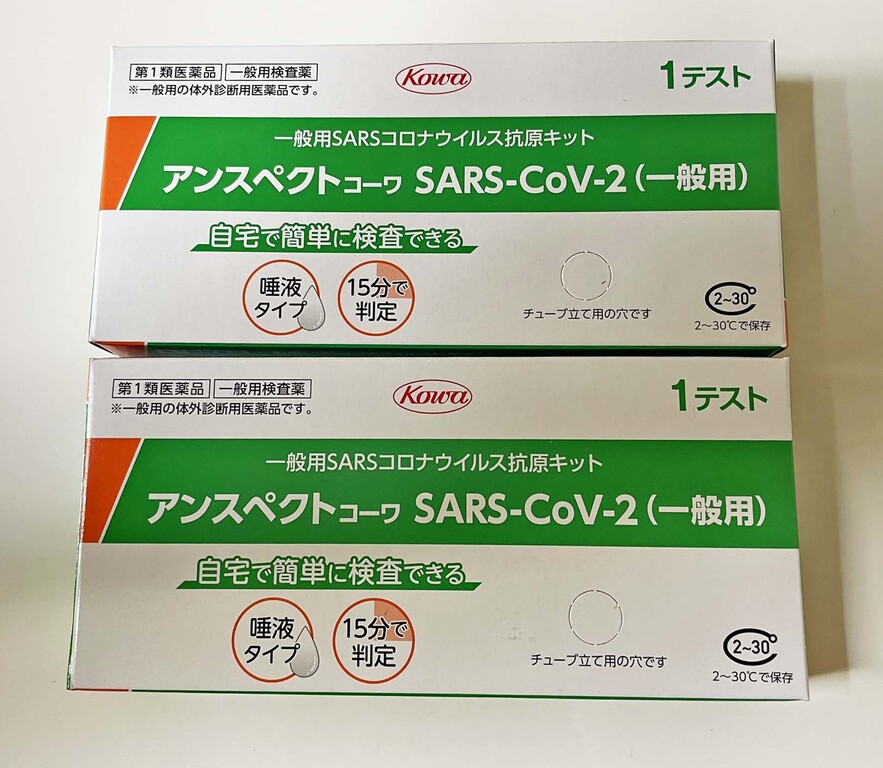 第1類医薬品 一般用検査薬
※一般用の体外診断用医薬品です。
Kowa
1テスト
一般用SARSコロナウイルス抗原キット
アンスペクトコーワ SARS-CoV-2(一般用)
自宅で簡単に検査できる
唾液
タイプ
15分で
判定
チューブ立て用の穴です
2~30°
2~30℃で保存
第1類医薬品 一般用検査薬
※一般用の体外診断用医薬品です。
Kowa
1テスト
一般用SARSコロナウイルス抗原キット
アンスペクトコーワ SARS-CoV-2(一般用)
自宅で簡単に検査できる
唾液
タイプ
15分で
判定
チューブ立て用の穴です
2~30°
2~30℃で保存